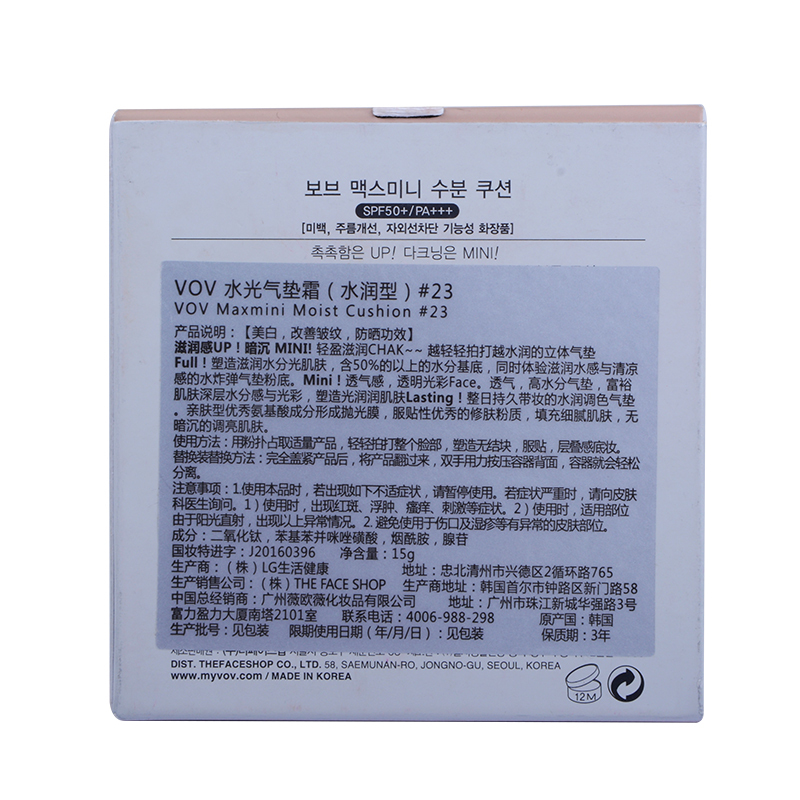 보브 맥스미니 수분 쿠션
SPF50+/PA+++
[미백, 주름개선, 자외선차단 기능성 화장품]
촉촉함은 UP! 다크닝은 MINI!
VOV 水光气垫霜（水润型）#23
VOV Maxmini Moist Cushion #23
产品说明：【美白，改善皱纹，防晒功效】
滋润感UP！暗沉 MINI! 轻盈滋润CHAK~~ 越轻轻拍打越水润的立体气垫
Full！塑造滋润水分光肌肤，含50%的以上的水分基底，同时体验滋润水感与清凉
感的水炸弹气垫粉底。Mini！透气感，透明光彩Face。透气，高水分气垫，富裕
肌肤深层水分感与光彩，塑造光润润肌肤Lasting！整日持久带妆的水润调色气垫
。亲肤型优秀氨基酸成分形成抛光膜，服贴性优秀的修肤粉质，填充细腻肌肤，无
暗沉的调亮肌肤。
使用方法：用粉扑占取适量产品，轻轻拍打整个脸部，塑造无结块，服贴，层叠感底妆。
替换装替换方法：完全盖紧产品后，将产品翻过来，双手用力按压容器背面，容器就会轻松
分离。
注意事项：1.使用本品时，若出现如下不适症状，请暂停使用。若症状严重时，请向皮肤
科医生询问。1）使用时，出现红斑、浮肿、瘙痒、刺激等症状。2）使用时，适用部位
由于阳光直射，出现以上异常情况。2. 避免使用于伤口及湿疹等有异常的皮肤部位。
成分：二氧化钛，苯基苯并咪唑磺酸，烟酰胺，腺苷
国妆特进字：J20160396 净含量：15g
生产商：（株）LG生活健康 地址：忠北清州市兴德区2循环路765
生产销售公司：（株）THE FACE SHOP 生产商地址：韩国首尔市钟路区新门路58
中国总经销商：广州薇欧薇化妆品有限公司 地址：广州市珠江新城华强路3号
富力盈力大厦南塔2101室 联系电话：4006-988-298 原产国：韩国
生产批号：见包装 限期使用日期（年/月/日）：见包装 保质期：3年
DIST. THEFACESHOP CO., LTD. 58, SAEMUNAN-RO, JONGNO-GU, SEOUL, KOREA
www.myvov.com / MADE IN KOREA
12M